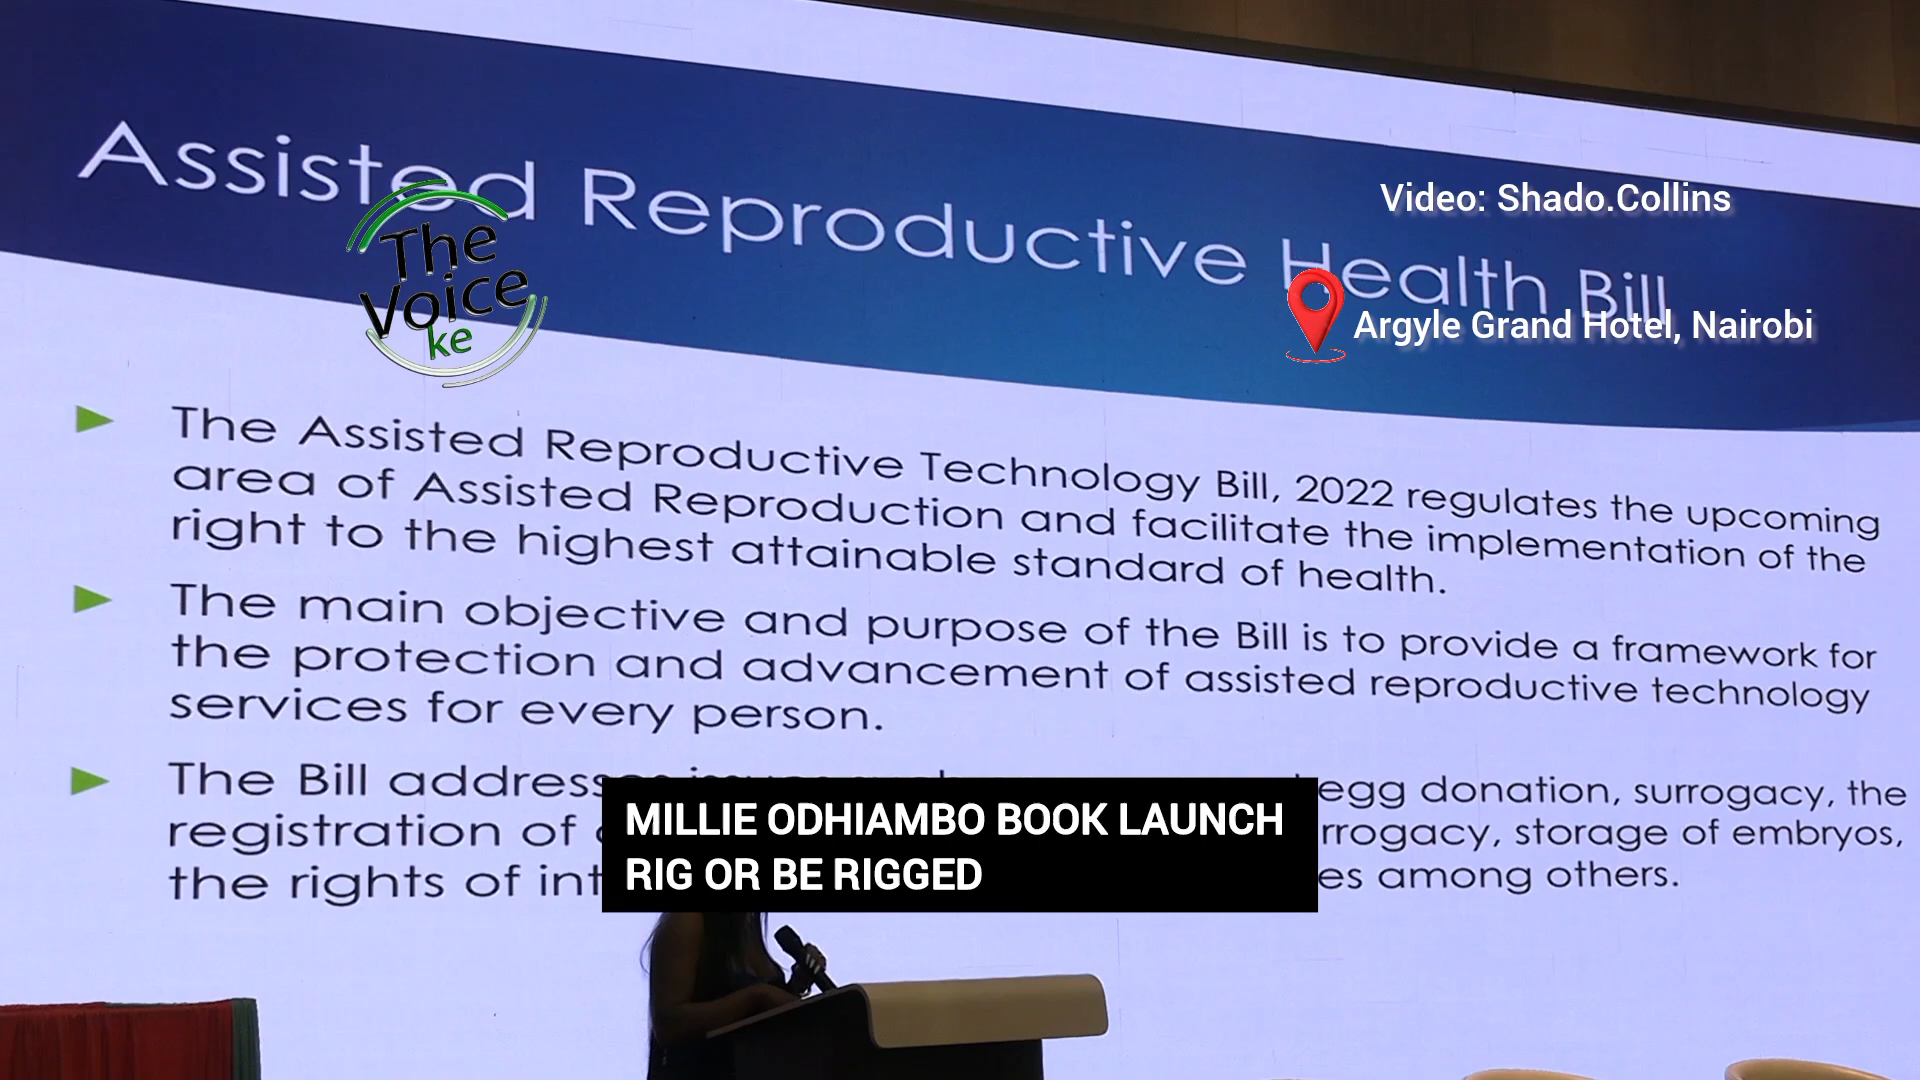 Assisted Reproductive Health Bill
Video: Shado.Collins
The
Voice
ke
Argyle Grand Hotel, Nairobi
The Assisted Reproductive Technology Bill, 2022 regulates the upcoming
area of Assisted Reproduction and facilitate the implementation of the
right to the highest attainable standard of health.
The main objective and purpose of the Bill is to provide a framework for
the protection and advancement of assisted reproductive technology
services for every person.
The Bill egg donation, surrogacy, the
registration of storage of embryos,
the rights of among others.
MILLIE ODHIAMBO BOOK LAUNCH
RIG OR BE RIGGED